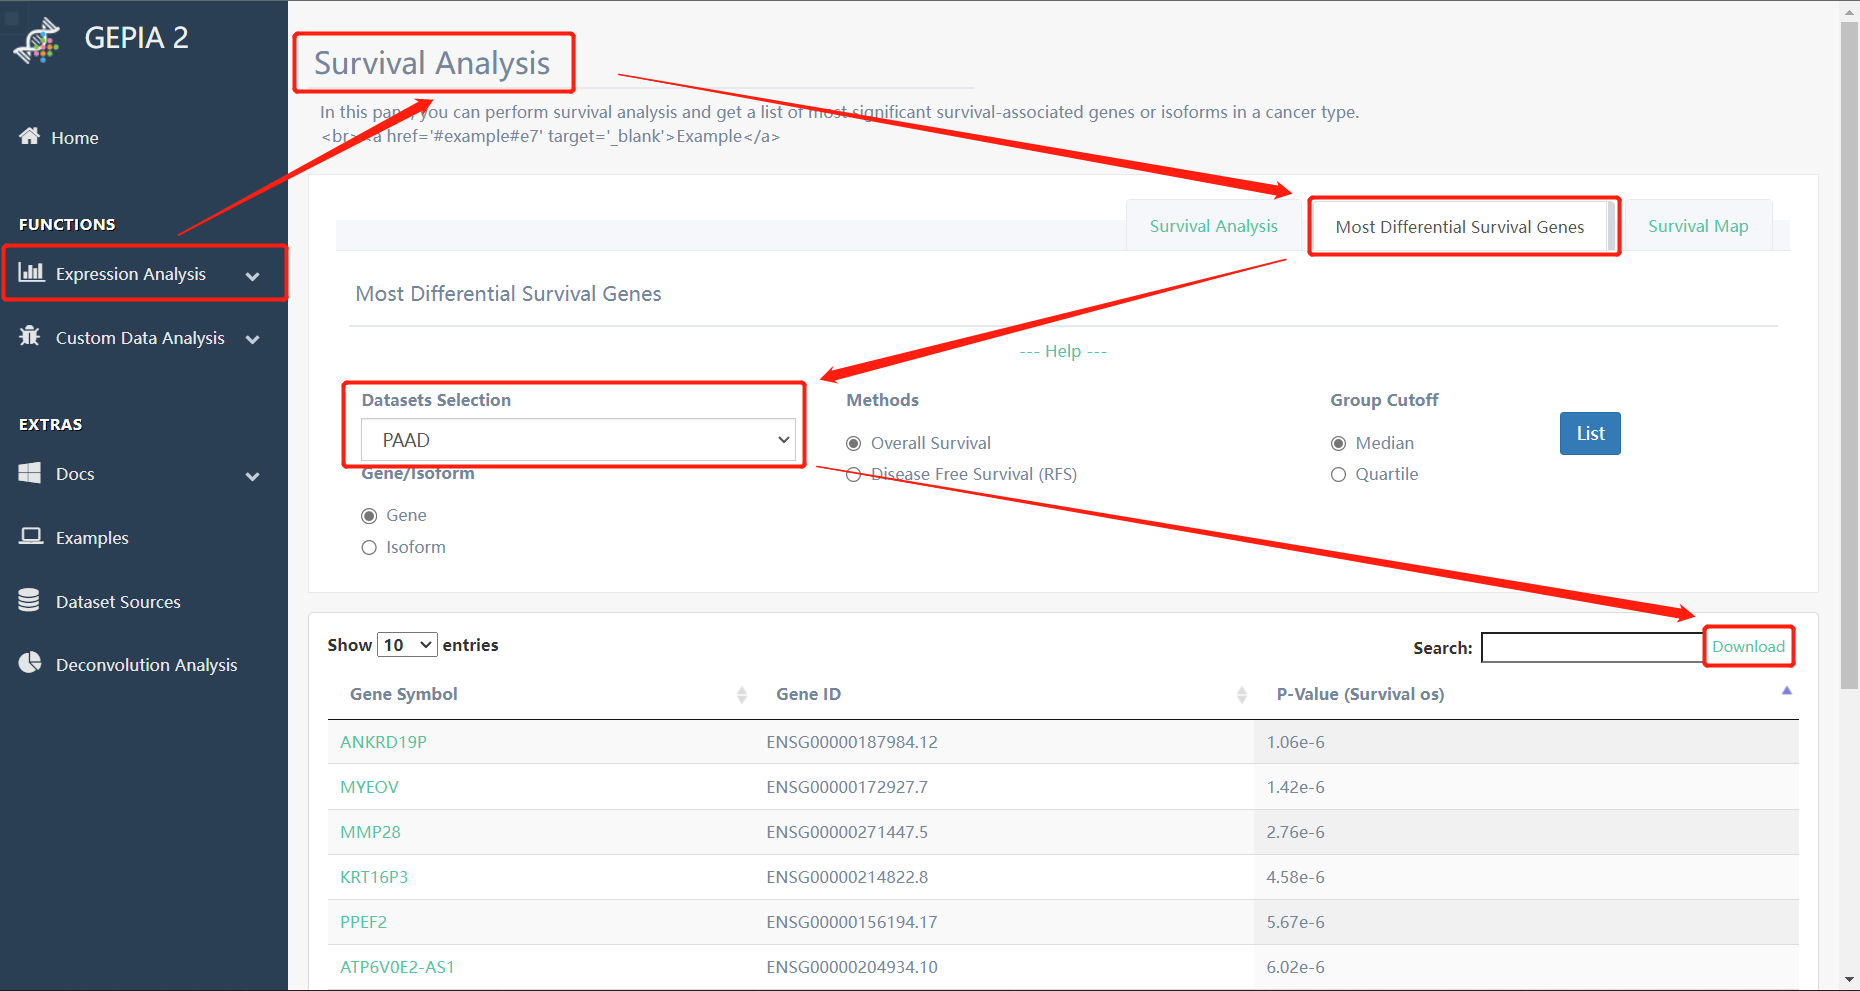 GEPIA 2
Home
FUNCTIONS
Expression Analysis
Custom Data Analysis
EXTRAS
Docs
Examples
Dataset Sources
Deconvolution Analysis
Survival Analysis
In this panel, you can perform survival analysis and get a list of most significant survival-associated genes or isoforms in a cancer type.
<br><a href='#example#e7' target='_blank'>Example</a>
Survival Analysis
Most Differential Survival Genes
Survival Map
Most Differential Survival Genes
--- Help ---
Datasets Selection
PAAD
Gene/Isoform
Gene
Isoform
Methods
Overall Survival
Disease Free Survival (RFS)
Group Cutoff
Median
Quartile
List
Show 10 entries
Search:
Download
Gene Symbol Gene ID P-Value (Survival os)
ANKRD19P ENSG00000187984.12 1.06e-6
MYEOV ENSG00000172927.7 1.42e-6
MMP28 ENSG00000271447.5 2.76e-6
KRT16P3 ENSG00000214822.8 4.58e-6
PPEF2 ENSG00000156194.17 5.67e-6
ATP6V0E2-AS1 ENSG00000204934.10 6.02e-6